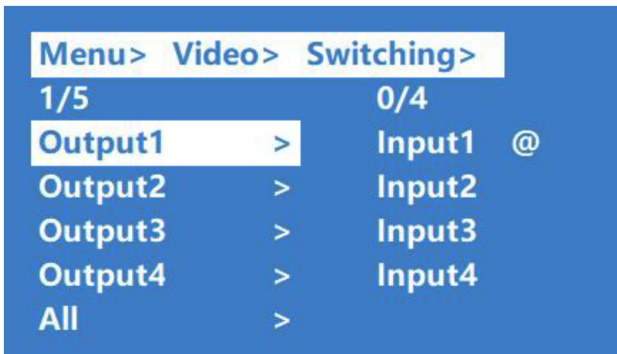 Menu> Video> Switching>
1/5 0/4
Output1 > Input1 @
Output2 > Input2
Output3 > Input3
Output4 > Input4
All >